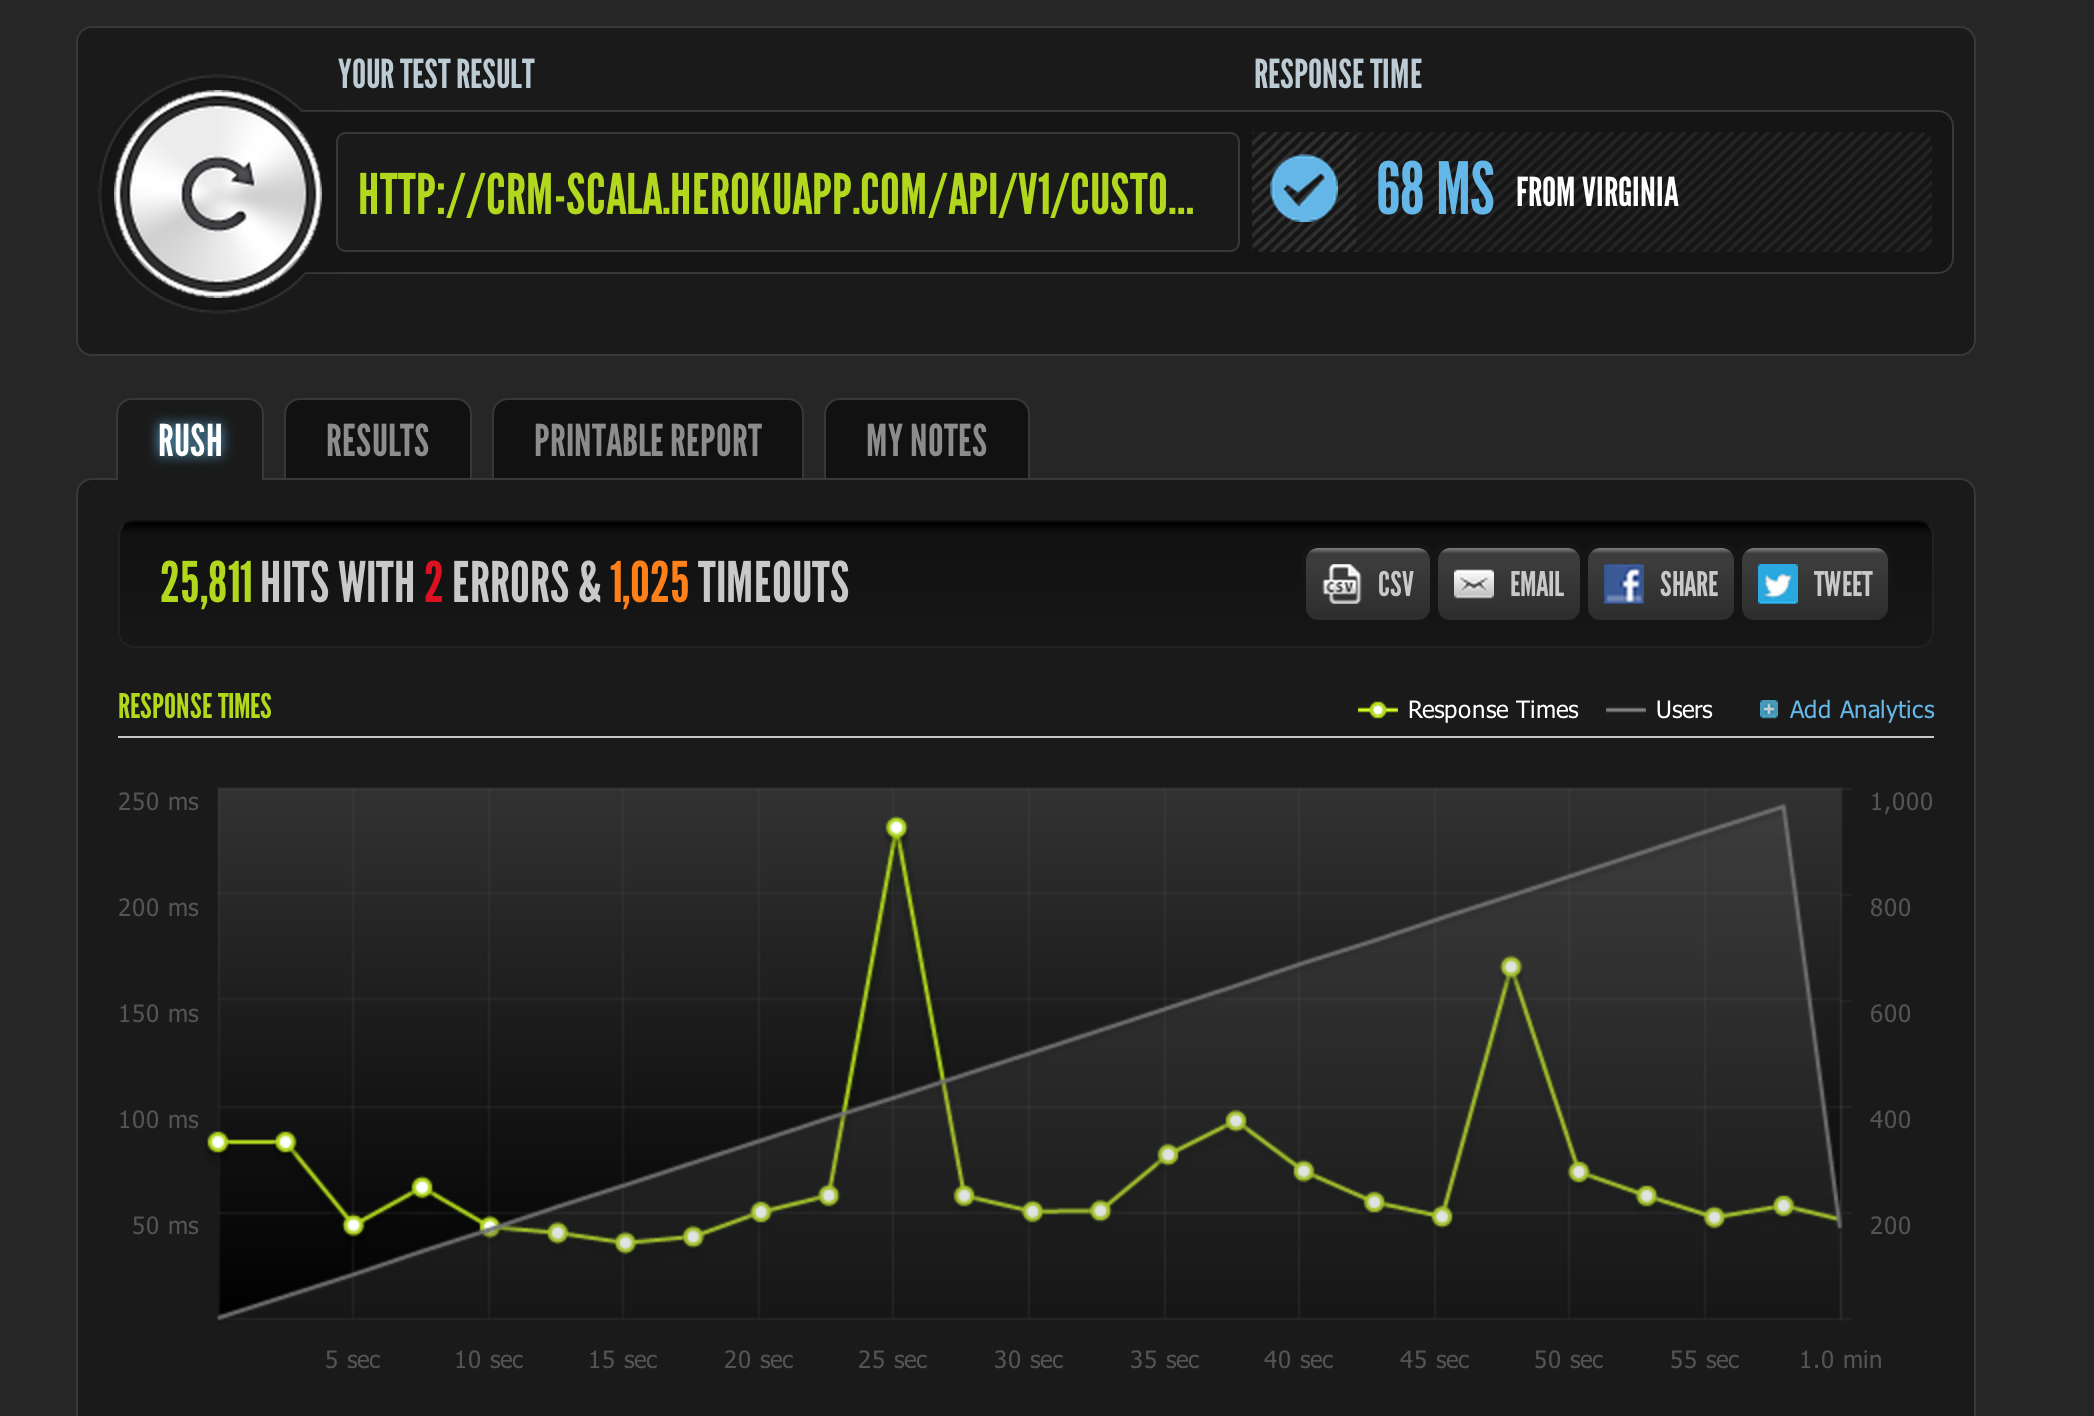 YOUR TEST RESULT
RESPONSE TIME
HTTP://CRM-SCALA.HEROKUAPP.COM/API/V1/CUSTO...
68 MS FROM VIRGINIA
RUSH
RESULTS
PRINTABLE REPORT
MY NOTES
25,811 HITS WITH 2 ERRORS & 1,025 TIMEOUTS
CSV
CSV
EMAIL
f
SHARE
TWEET
RESPONSE TIMES
Response Times
Users
Add Analytics
250 ms
200 ms
150 ms
100 ms
50 ms
1,000
800
600
400
200
5 sec
10 sec
15 sec
20 sec
25 sec
30 sec
35 sec
40 sec
45 sec
50 sec
55 sec
1.0 min